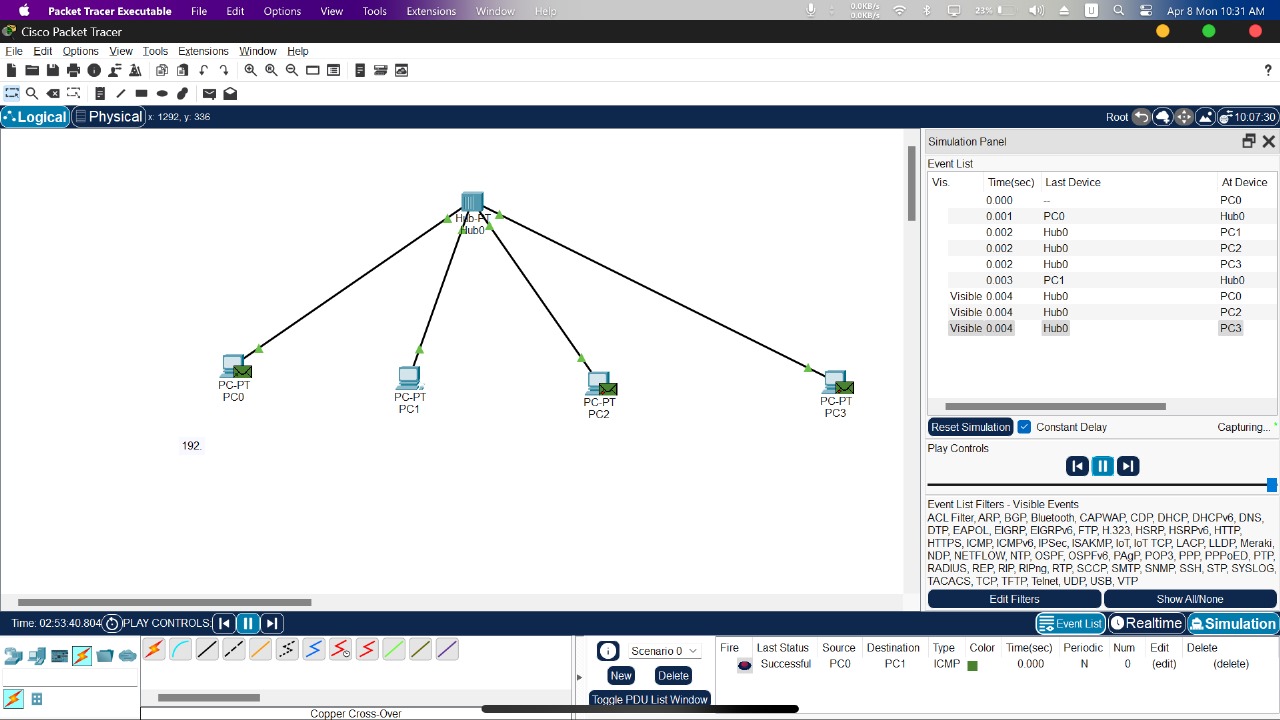 Packet Tracer Executable File Edit Options View Tools Extensions Window Help 0.0KB/s 0.0KB/s 23% U Apr 8 Mon 10:31 AM
Cisco Packet Tracer
File Edit Options View Tools Extensions Window Help
?
Logical Physical x: 1292, y: 336 Root 10:07:30
Simulation Panel
Event List
Vis. Time(sec) Last Device At Device
0.000 -- PC0
0.001 PC0 Hub0
0.002 Hub0 PC1
0.002 Hub0 PC2
0.002 Hub0 PC3
0.003 PC1 Hub0
Visible 0.004 Hub0 PC0
Visible 0.004 Hub0 PC2
Visible 0.004 Hub0 PC3
Hub-PT
Hub0
PC-PT
PC0
PC-PT
PC1
PC-PT
PC2
PC-PT
PC3
192.
Reset Simulation Constant Delay Capturing...
Play Controls
Event List Filters - Visible Events
ACL Filter, ARP, BGP, Bluetooth, CAPWAP, CDP, DHCP, DHCPv6, DNS,
DTP, EAPOL, EIGRP, EIGRPv6, FTP, H.323, HSRP, HSRPv6, HTTP,
HTTPS, ICMP, ICMPv6, IPSec, ISAKMP, IoT, IoT TCP, LACP, LLDP, Meraki,
NDP, NETFLOW, NTP, OSPF, OSPFv6, PAgP, POP3, PPP, PPPoED, PTP,
RADIUS, REP, RIP, RIPng, RTP, SCCP, SMTP, SNMP, SSH, STP, SYSLOG,
TACACS, TCP, TFTP, Telnet, UDP, USB, VTP
Edit Filters Show All/None
Time: 02:53:40.804 PLAY CONTROLS: Event List Realtime Simulation
Scenario 0
New Delete
Toggle PDU List Window
Fire Last Status Source Destination Type Color Time(sec) Periodic Num Edit Delete
Successful PC0 PC1 ICMP 0.000 N 0 (edit) (delete)
Copper Cross-Over